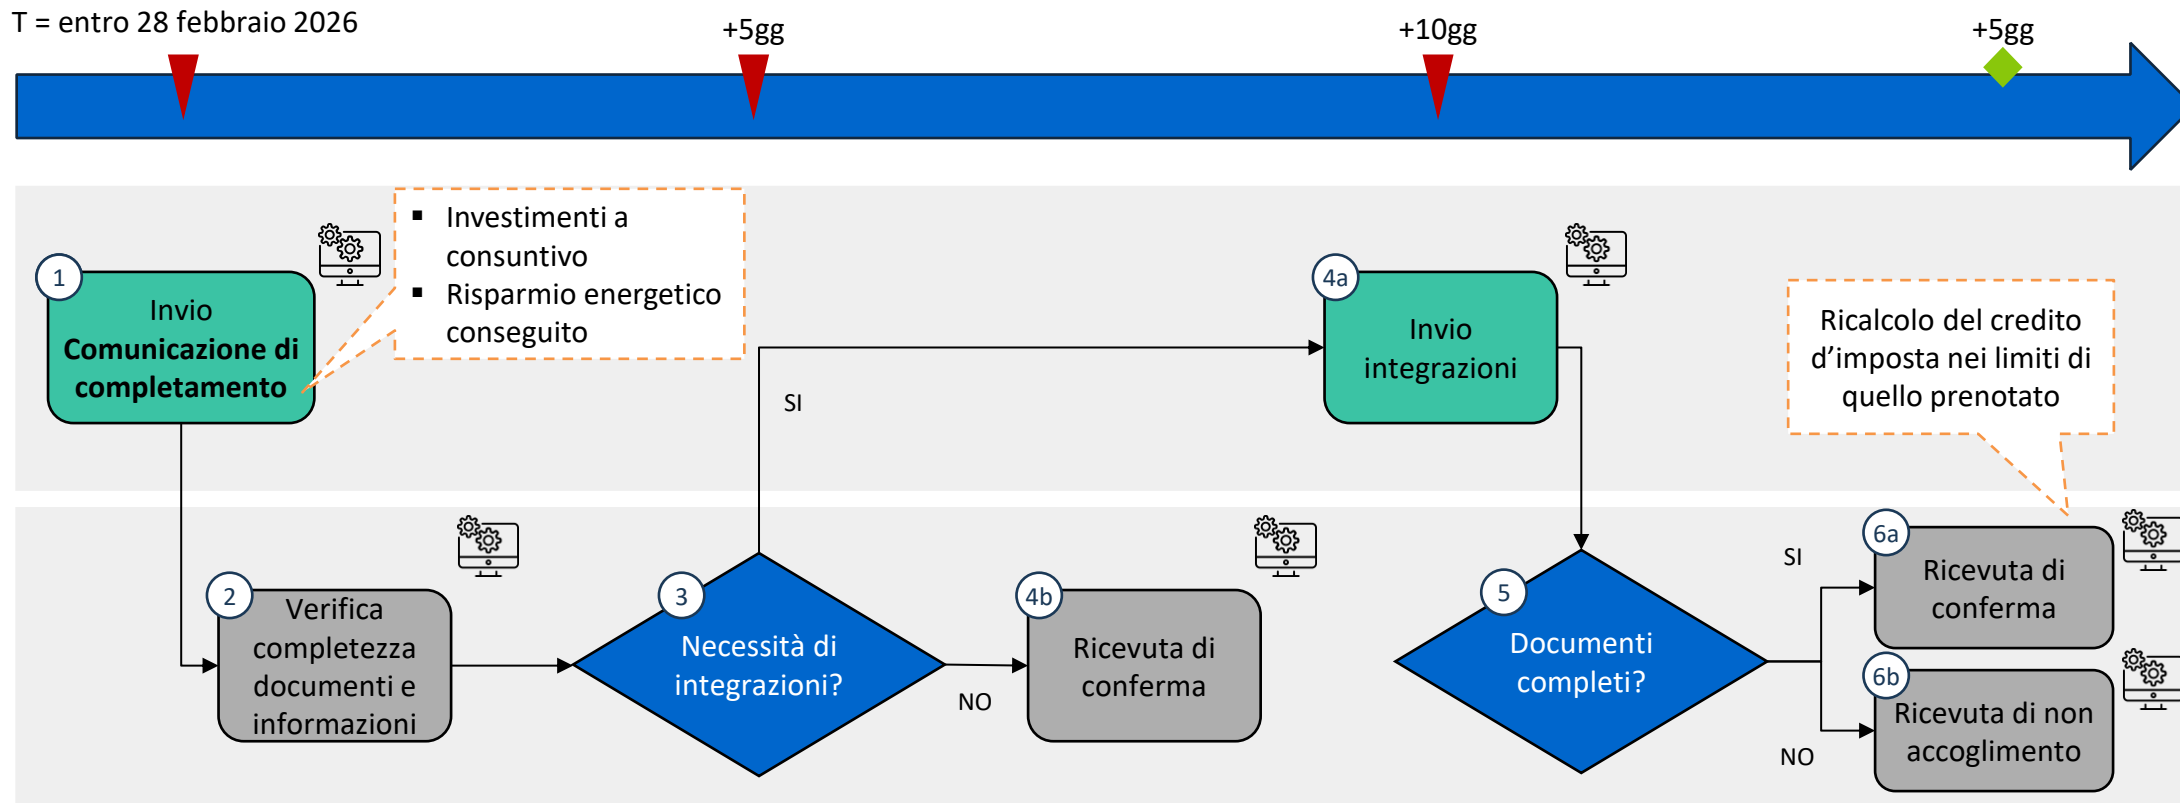 T = entro 28 febbraio 2026
+5gg
+10gg
+5gg
1
Invio
Comunicazione di
completamento
▪ Investimenti a
consuntivo
▪ Risparmio energetico
conseguito
SI
4a
Invio
integrazioni
Ricalcolo del credito
d’imposta nei limiti di
quello prenotato
2
Verifica
completezza
documenti e
informazioni
3
Necessità di
integrazioni?
NO
4b
Ricevuta di
conferma
5
Documenti
completi?
SI
6a
Ricevuta di
conferma
NO
6b
Ricevuta di non
accoglimento